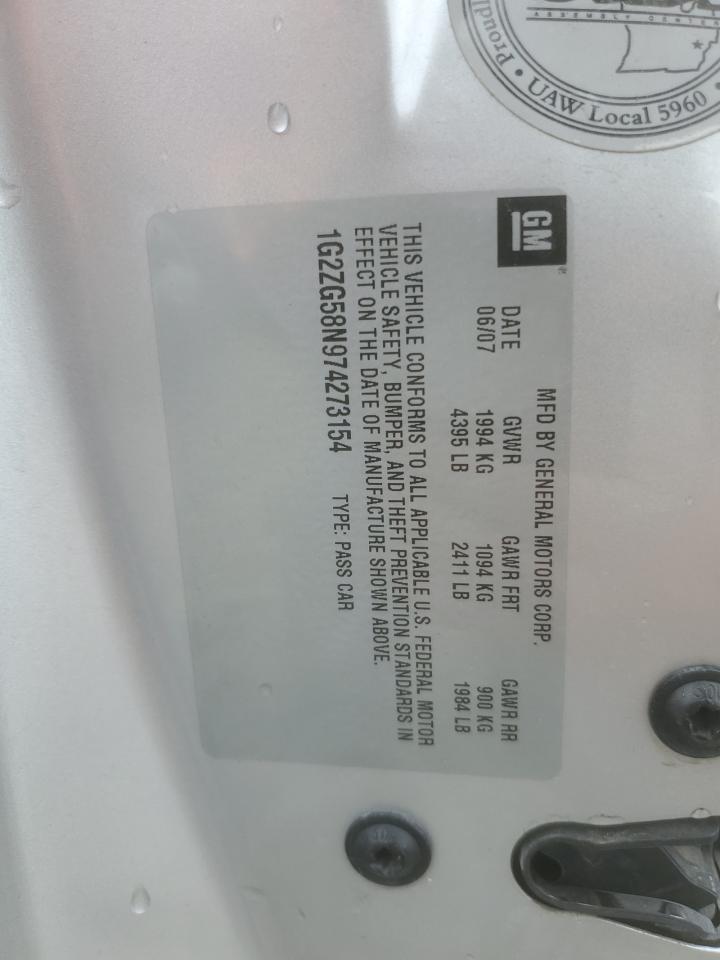 GM
®
MFD BY GENERAL MOTORS CORP.
DATE GVWR GAWR FRT GAWR RR
06/07 1994 KG 1094 KG 900 KG
4395 LB 2411 LB 1984 LB
THIS VEHICLE CONFORMS TO ALL APPLICABLE U.S. FEDERAL MOTOR
VEHICLE SAFETY, BUMPER, AND THEFT PREVENTION STANDARDS IN
EFFECT ON THE DATE OF MANUFACTURE SHOWN ABOVE.
1G2ZG58N974273154 TYPE: PASS CAR
ASSEMBLY CENTER
• UAW Local 5960 •